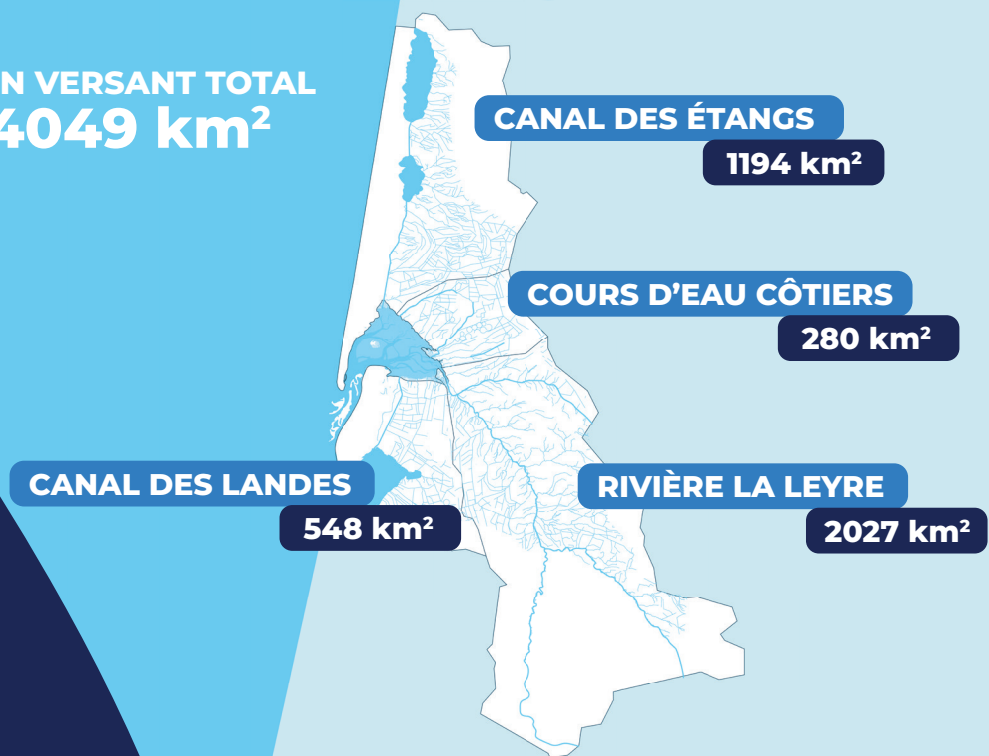 N VERSANT TOTAL
4049 km²
CANAL DES ÉTANGS
1194 km²
COURS D'EAU CÔTIERS
280 km²
CANAL DES LANDES
548 km²
RIVIÈRE LA LEYRE
2027 km²